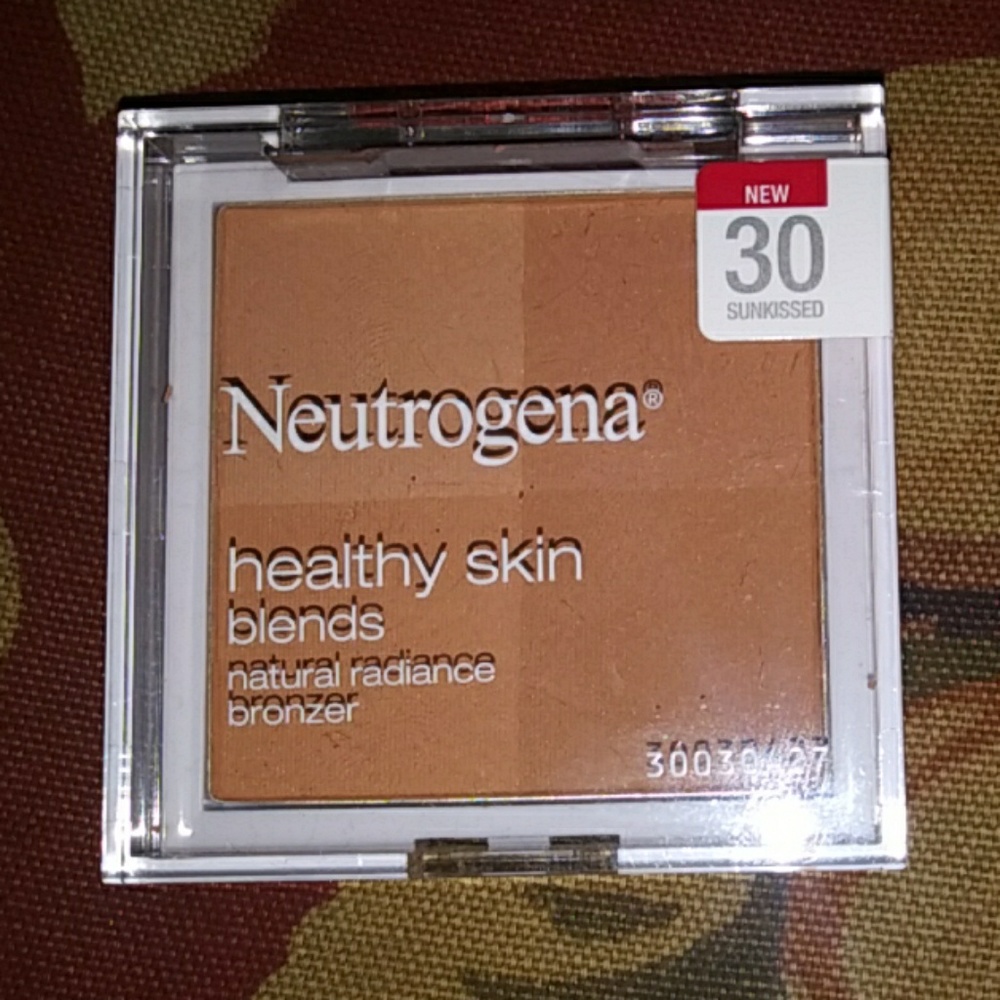 NEW
30
SUNKISSED
Neutrogena®
healthy skin
blends
natural radiance
bronzer